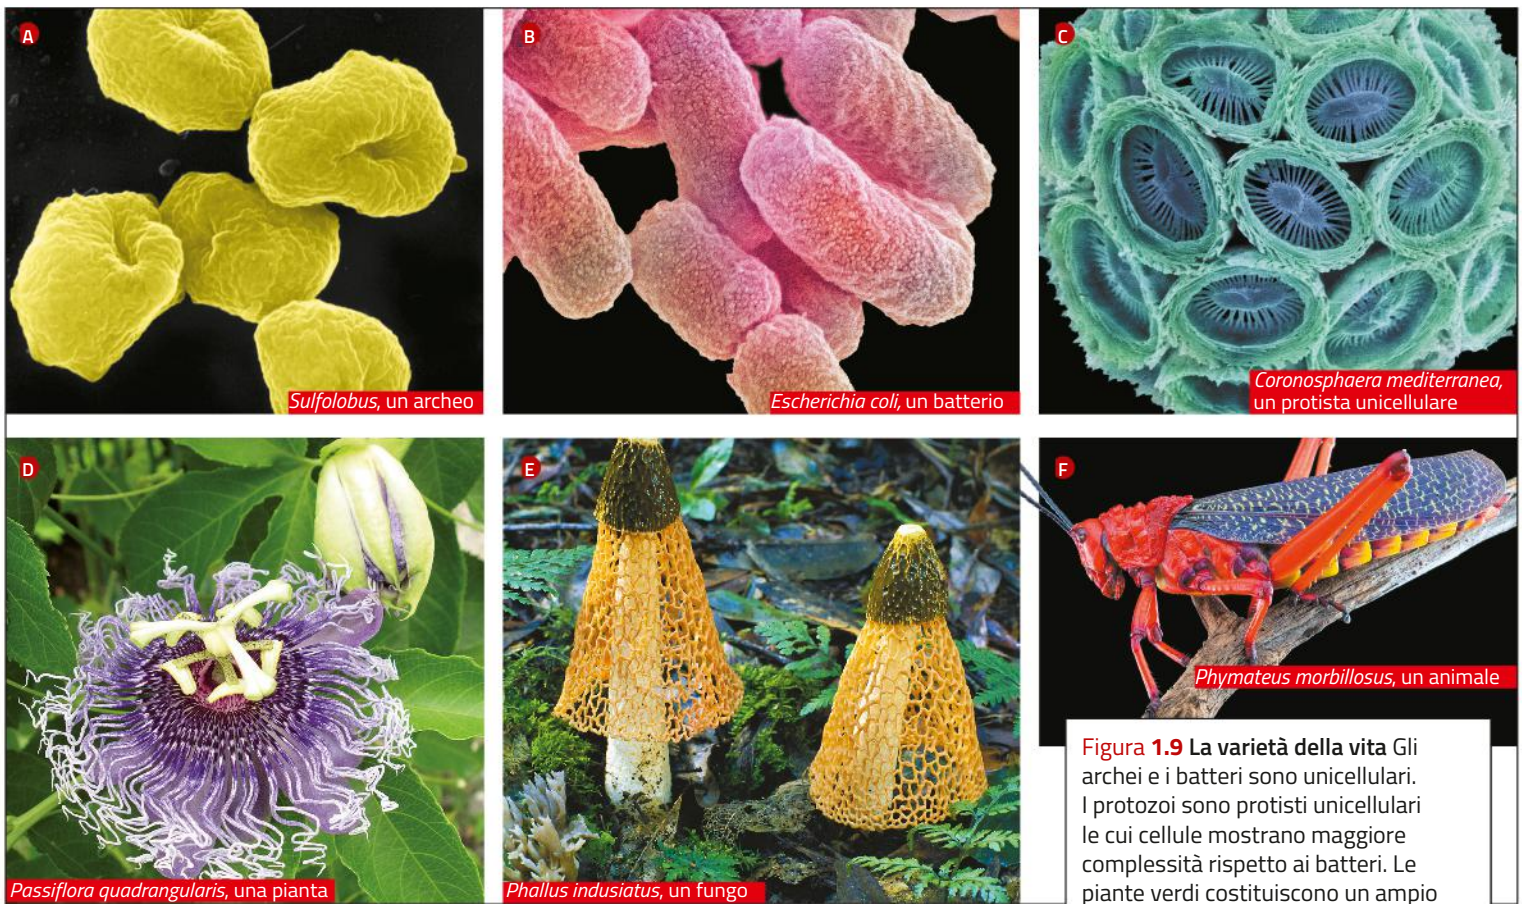 A
B
C
Sulfolobus, un archeo
Escherichia coli, un batterio
Coronosphaera mediterranea,
un protista unicellulare
D
E
F
Phymateus morbillosus, un animale
Passiflora quadrangularis, una pianta
Phallus indusiatus, un fungo
Figura 1.9 La varietà della vita Gli
archei e i batteri sono unicellulari.
I protozoi sono protisti unicellulari
le cui cellule mostrano maggiore
complessità rispetto ai batteri. Le
piante verdi costituiscono un ampio